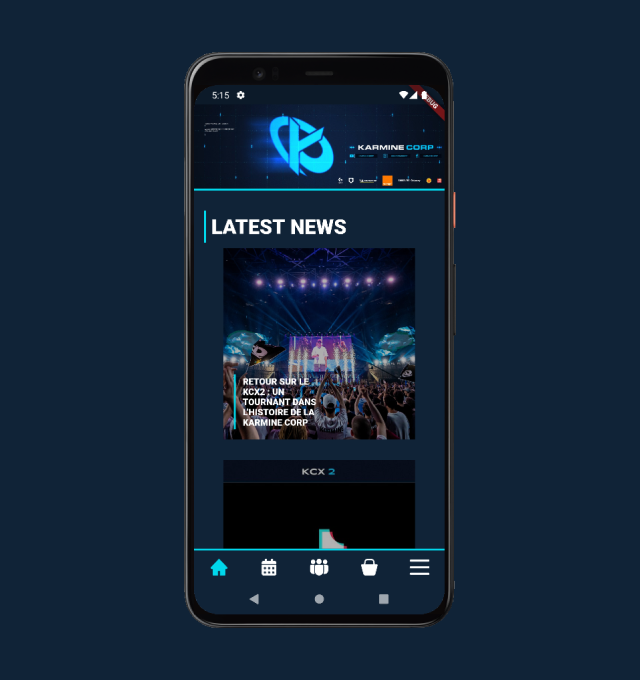 5:15
KARMINE CORP
LATEST NEWS
RETOUR SUR LE
KCX2 : UN
TOURNANT DANS
L'HISTOIRE DE LA
KARMINE CORP
KCX 2